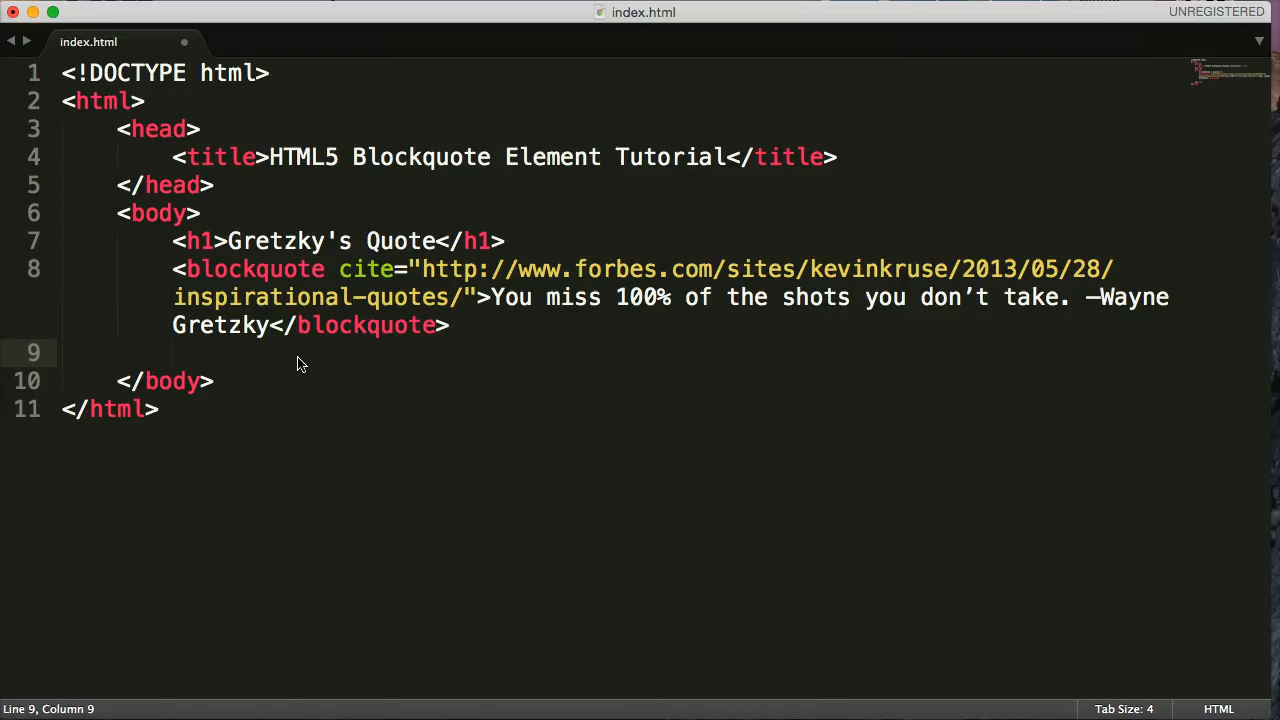 index.html
UNREGISTERED
index.html
1 <!DOCTYPE html>
2 <html>
3 <head>
4 <title>HTML5 Blockquote Element Tutorial</title>
5 </head>
6 <body>
7 <h1>Gretzky's Quote</h1>
8 <blockquote cite="http://www.forbes.com/sites/kevinkruse/2013/05/28/
inspirational-quotes/">You miss 100% of the shots you don’t take. –Wayne
Gretzky</blockquote>
9
10 </body>
11 </html>
Line 9, Column 9
Tab Size: 4
HTML